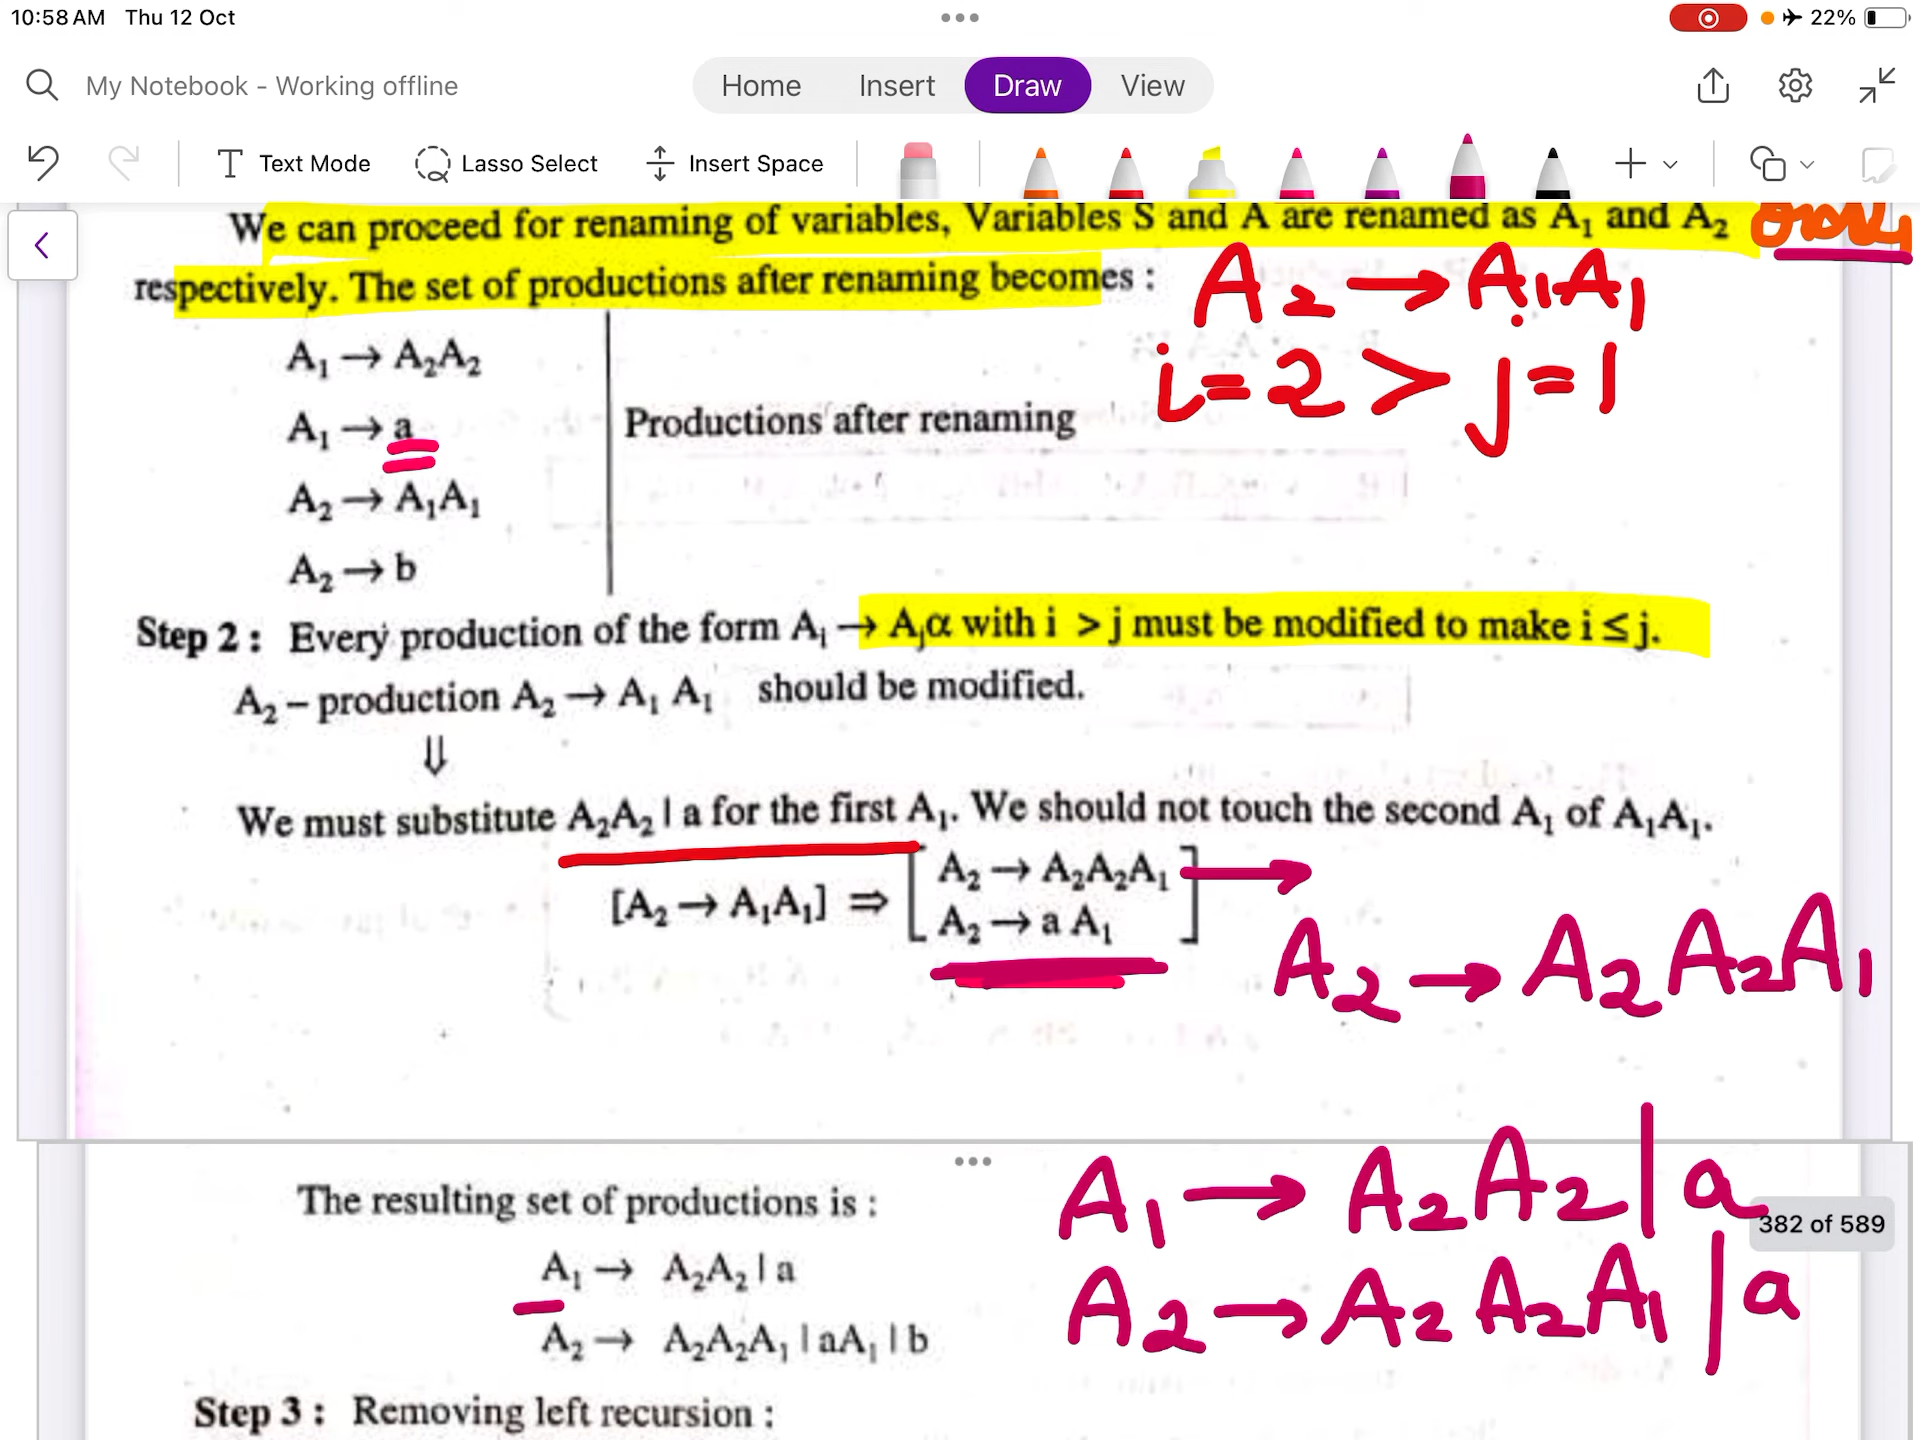 10:58 AM Thu 12 Oct
22%
My Notebook - Working offline
Home Insert Draw View
Text Mode Lasso Select Insert Space
We can proceed for renaming of variables, Variables S and A are renamed as A₁ and A₂
respectively. The set of productions after renaming becomes :
A₂ → A₁A₁
i=2 > j=1
A₁ → A₂A₂
A₁ → a
Productions after renaming
A₂ → A₁A₁
A₂ → b
Step 2 : Every production of the form Aᵢ → Aⱼα with i > j must be modified to make i ≤ j.
A₂ – production A₂ → A₁ A₁ should be modified.
⇓
We must substitute A₂A₂ | a for the first A₁. We should not touch the second A₁ of A₁A₁.
[A₂ → A₁A₁] ⇒ [ A₂ → A₂A₂A₁
A₂ → a A₁ ]
→
A₂ → A₂A₂A₁
The resulting set of productions is :
A₁ → A₂A₂ | a
382 of 589
A₁ → A₂A₂ | a
A₂ → A₂A₂A₁ | a
A₂ → A₂A₂A₁ | aA₁ | b
Step 3 : Removing left recursion :